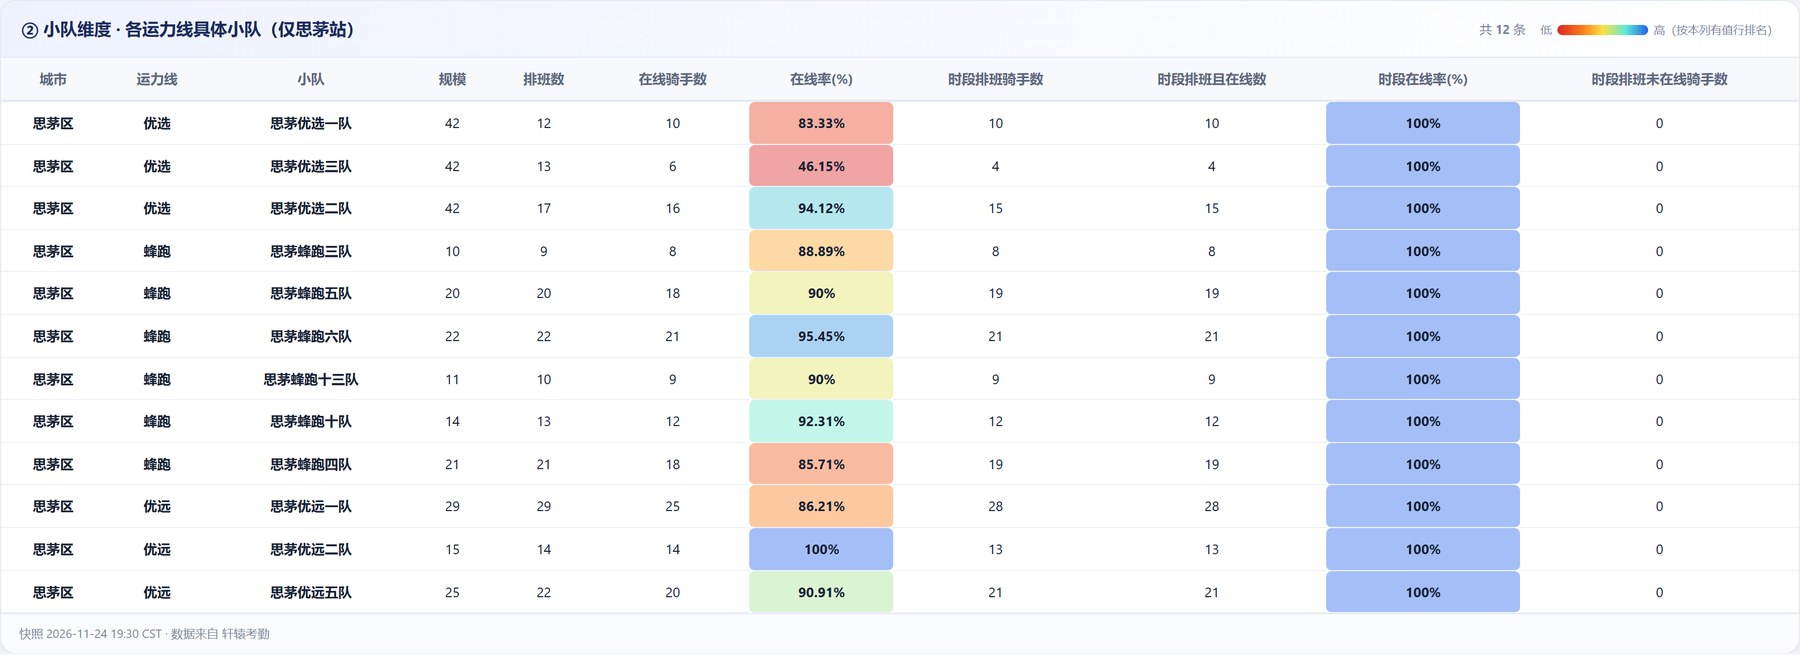 ② 小队维度 · 各运力线具体小队（仅思茅站）
共 12 条 低 高 (按本列有值行排名)
城市 运力线 小队 规模 排班数 在线骑手数 在线率(%) 时段排班骑手数 时段排班且在线数 时段在线率(%) 时段排班未在线骑手数
思茅区 优选 思茅优选一队 42 12 10 83.33% 10 10 100% 0
思茅区 优选 思茅优选三队 42 13 6 46.15% 4 4 100% 0
思茅区 优选 思茅优选二队 42 17 16 94.12% 15 15 100% 0
思茅区 蜂跑 思茅蜂跑三队 10 9 8 88.89% 8 8 100% 0
思茅区 蜂跑 思茅蜂跑五队 20 20 18 90% 19 19 100% 0
思茅区 蜂跑 思茅蜂跑六队 22 22 21 95.45% 21 21 100% 0
思茅区 蜂跑 思茅蜂跑十三队 11 10 9 90% 9 9 100% 0
思茅区 蜂跑 思茅蜂跑十队 14 13 12 92.31% 12 12 100% 0
思茅区 蜂跑 思茅蜂跑四队 21 21 18 85.71% 19 19 100% 0
思茅区 优远 思茅优远一队 29 29 25 86.21% 28 28 100% 0
思茅区 优远 思茅优远二队 15 14 14 100% 13 13 100% 0
思茅区 优远 思茅优远五队 25 22 20 90.91% 21 21 100% 0
快照 2026-11-24 19:30 CST · 数据来自 轩辕考勤